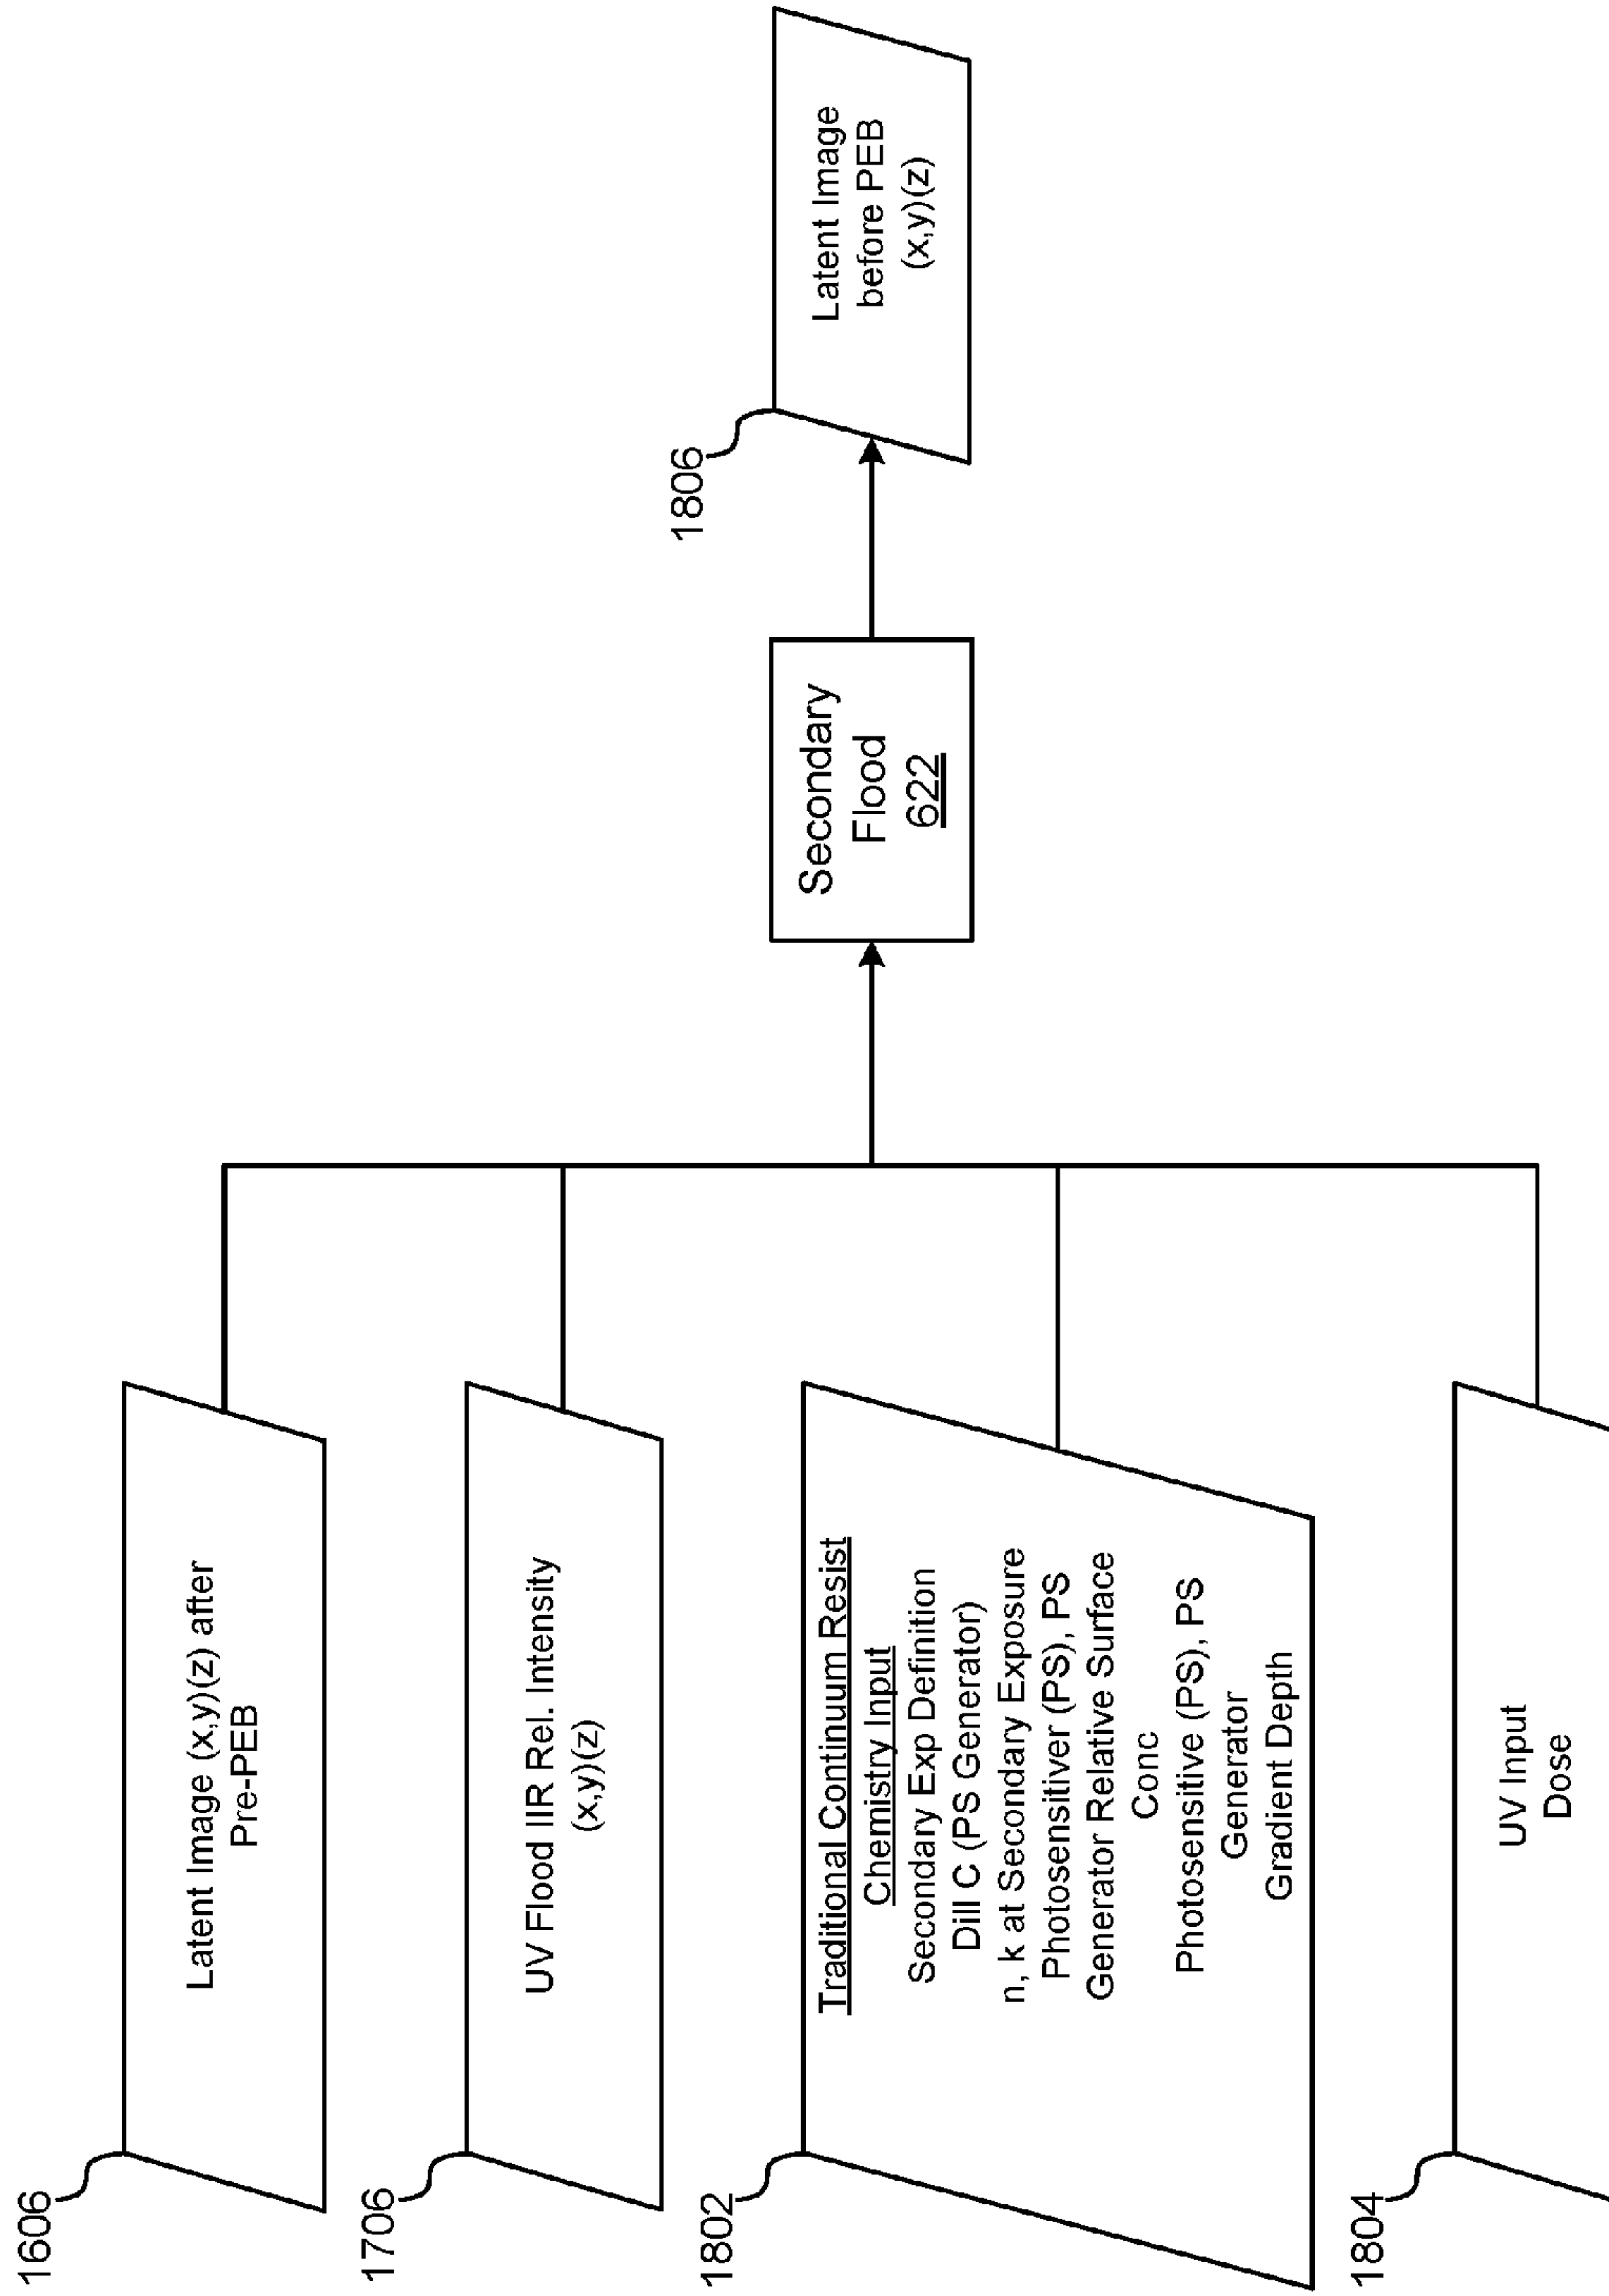 1606
Latent Image (x,y)(z) after
Pre-PEB
1706
UV Flood IIR Rel. Intensity
(x,y)(z)
1802
Traditional Continuum Resist
Chemistry Input
Secondary Exp Definition
Dill C (PS Generator)
n, k at Secondary Exposure
Photosensitiver (PS), PS
Generator Relative Surface
Conc
Photosensitive (PS), PS
Generator
Gradient Depth
1804
UV Input
Dose
Secondary
Flood
622
1806
Latent Image
before PEB
(x,y)(z)